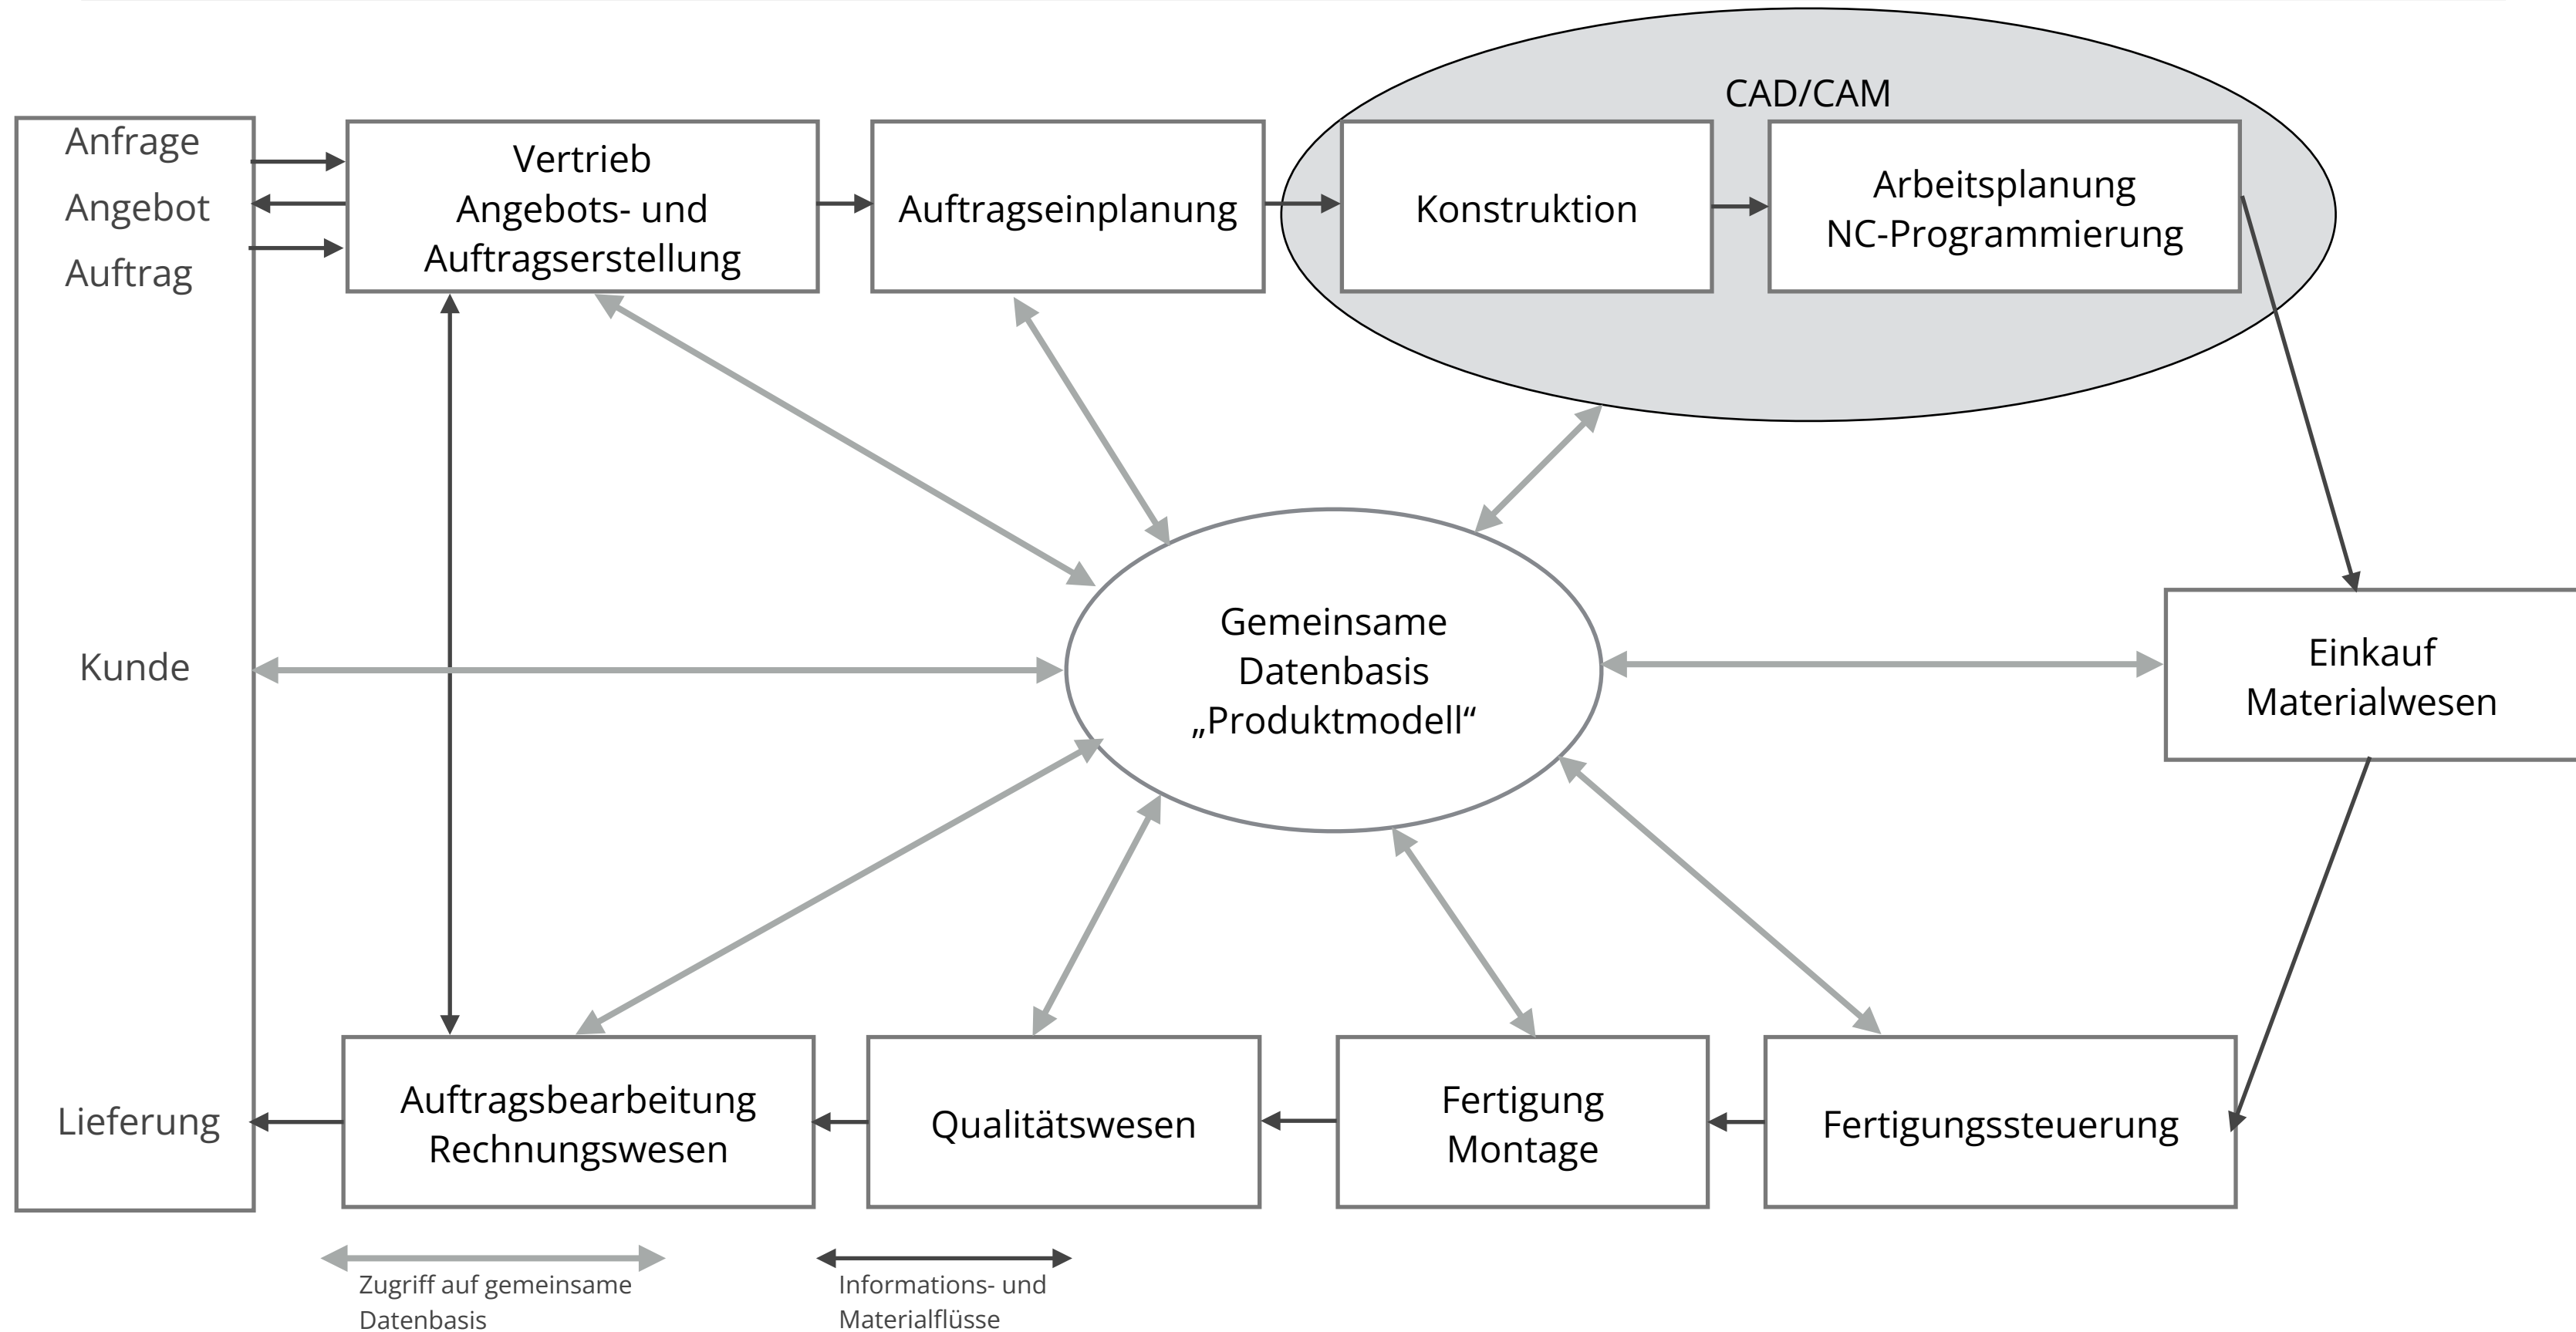 CAD/CAM
Anfrage
Angebot
Auftrag
Vertrieb
Angebots- und
Auftragserstellung
Auftragseinplanung
Konstruktion
Arbeitsplanung
NC-Programmierung
Kunde
Gemeinsame
Datenbasis
„Produktmodell“
Einkauf
Materialwesen
Lieferung
Auftragsbearbeitung
Rechnungswesen
Qualitätswesen
Fertigung
Montage
Fertigungssteuerung
Zugriff auf gemeinsame
Datenbasis
Informations- und
Materialflüsse